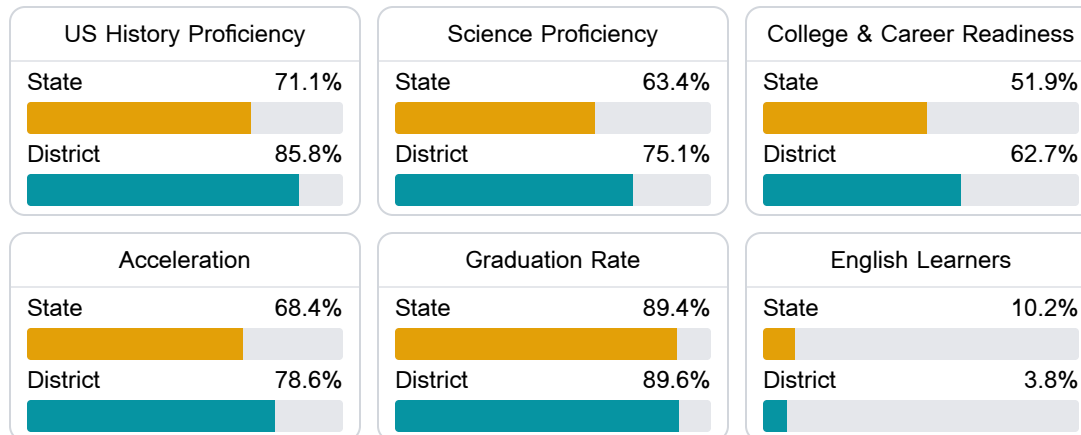 US History Proficiency
State 71.1%
District 85.8%
Science Proficiency
State 63.4%
District 75.1%
College & Career Readiness
State 51.9%
District 62.7%
Acceleration
State 68.4%
District 78.6%
Graduation Rate
State 89.4%
District 89.6%
English Learners
State 10.2%
District 3.8%